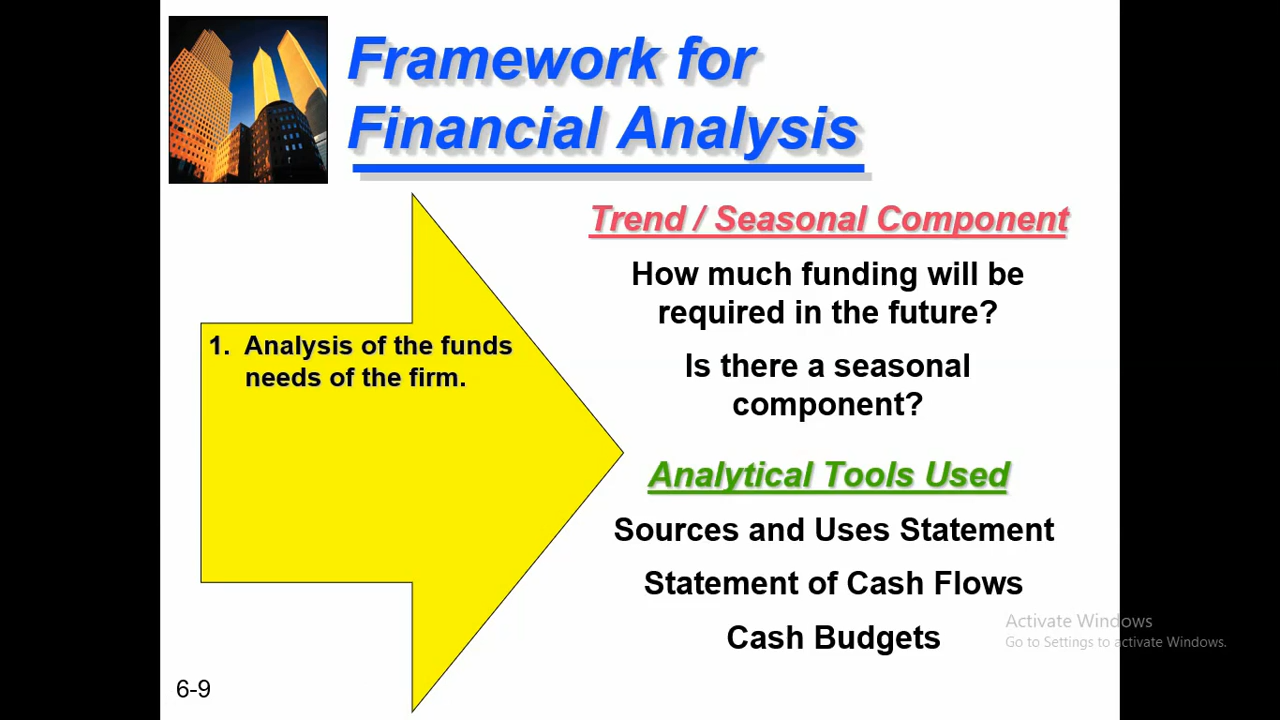 Framework for
Financial Analysis
1. Analysis of the funds
needs of the firm.
Trend / Seasonal Component
How much funding will be
required in the future?
Is there a seasonal
component?
Analytical Tools Used
Sources and Uses Statement
Statement of Cash Flows
Cash Budgets
Activate Windows
Go to Settings to activate Windows.
6-9